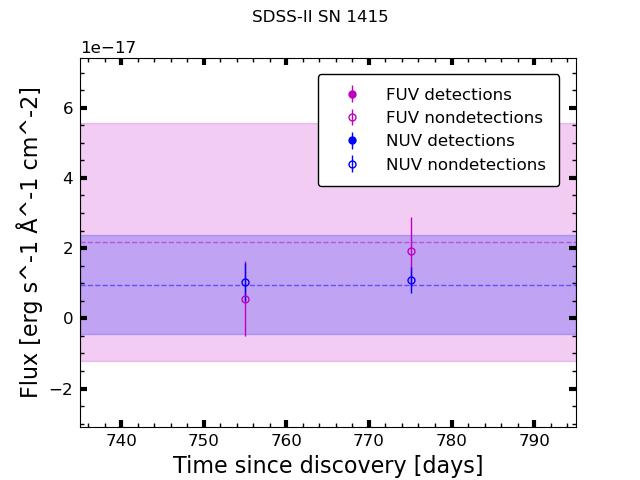 SDSS-II SN 1415
1e−17
FUV detections
FUV nondetections
NUV detections
NUV nondetections
6
4
2
0
−2
Flux [erg s^-1 Å^-1 cm^-2]
740 750 760 770 780 790
Time since discovery [days]